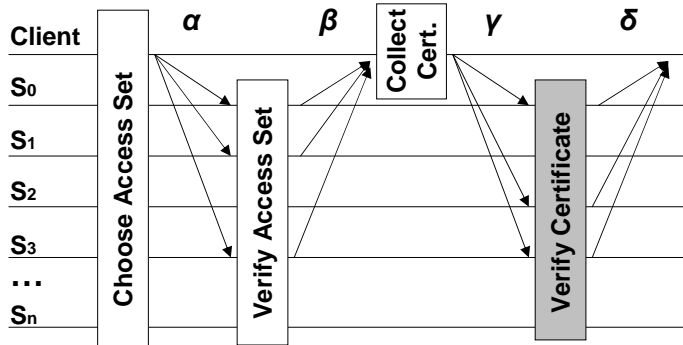 α
β
γ
δ
Client
S0
S1
S2
S3
...
Sn
Choose Access Set
Verify Access Set
Collect
Cert.
Verify Certificate